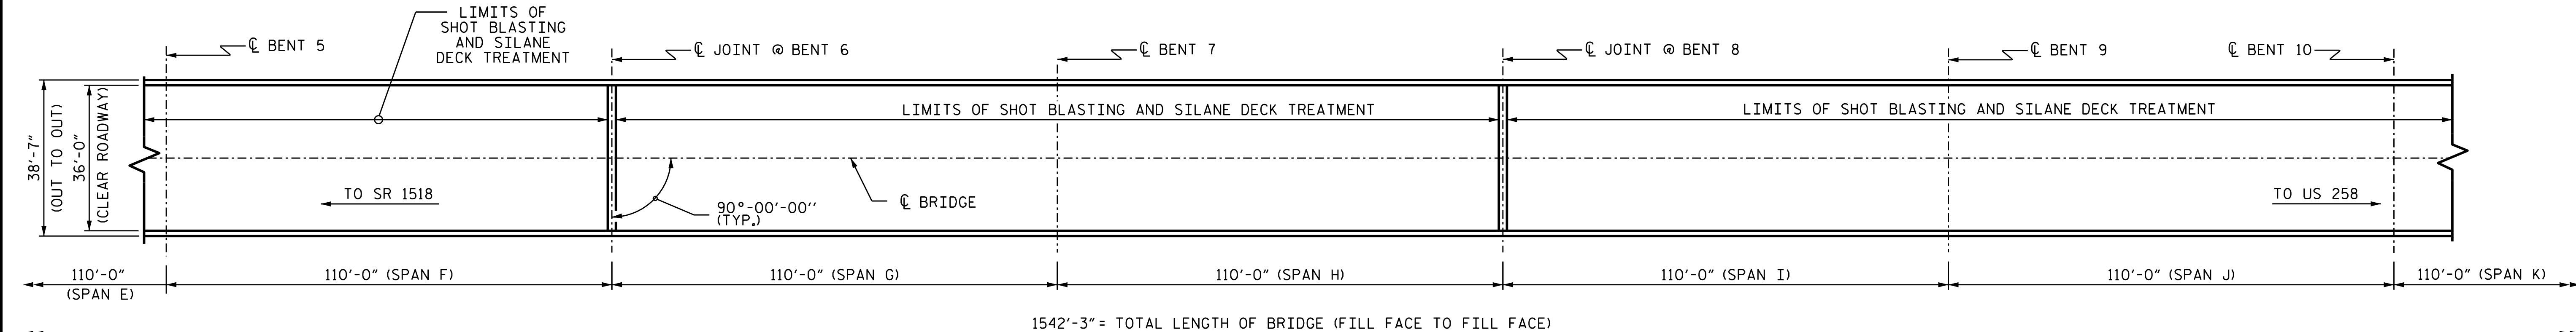 LIMITS OF
SHOT BLASTING
AND SILANE
DECK TREATMENT
℄ BENT 5
℄ JOINT @ BENT 6
℄ BENT 7
℄ JOINT @ BENT 8
℄ BENT 9
℄ BENT 10
LIMITS OF SHOT BLASTING AND SILANE DECK TREATMENT
LIMITS OF SHOT BLASTING AND SILANE DECK TREATMENT
38'-7"
(OUT TO OUT)
36'-0"
(CLEAR ROADWAY)
TO SR 1518
90°-00'-00''
(TYP.)
℄ BRIDGE
TO US 258
110'-0"
(SPAN E)
110'-0" (SPAN F)
110'-0" (SPAN G)
110'-0" (SPAN H)
110'-0" (SPAN I)
110'-0" (SPAN J)
110'-0" (SPAN K)
1542'-3"= TOTAL LENGTH OF BRIDGE (FILL FACE TO FILL FACE)